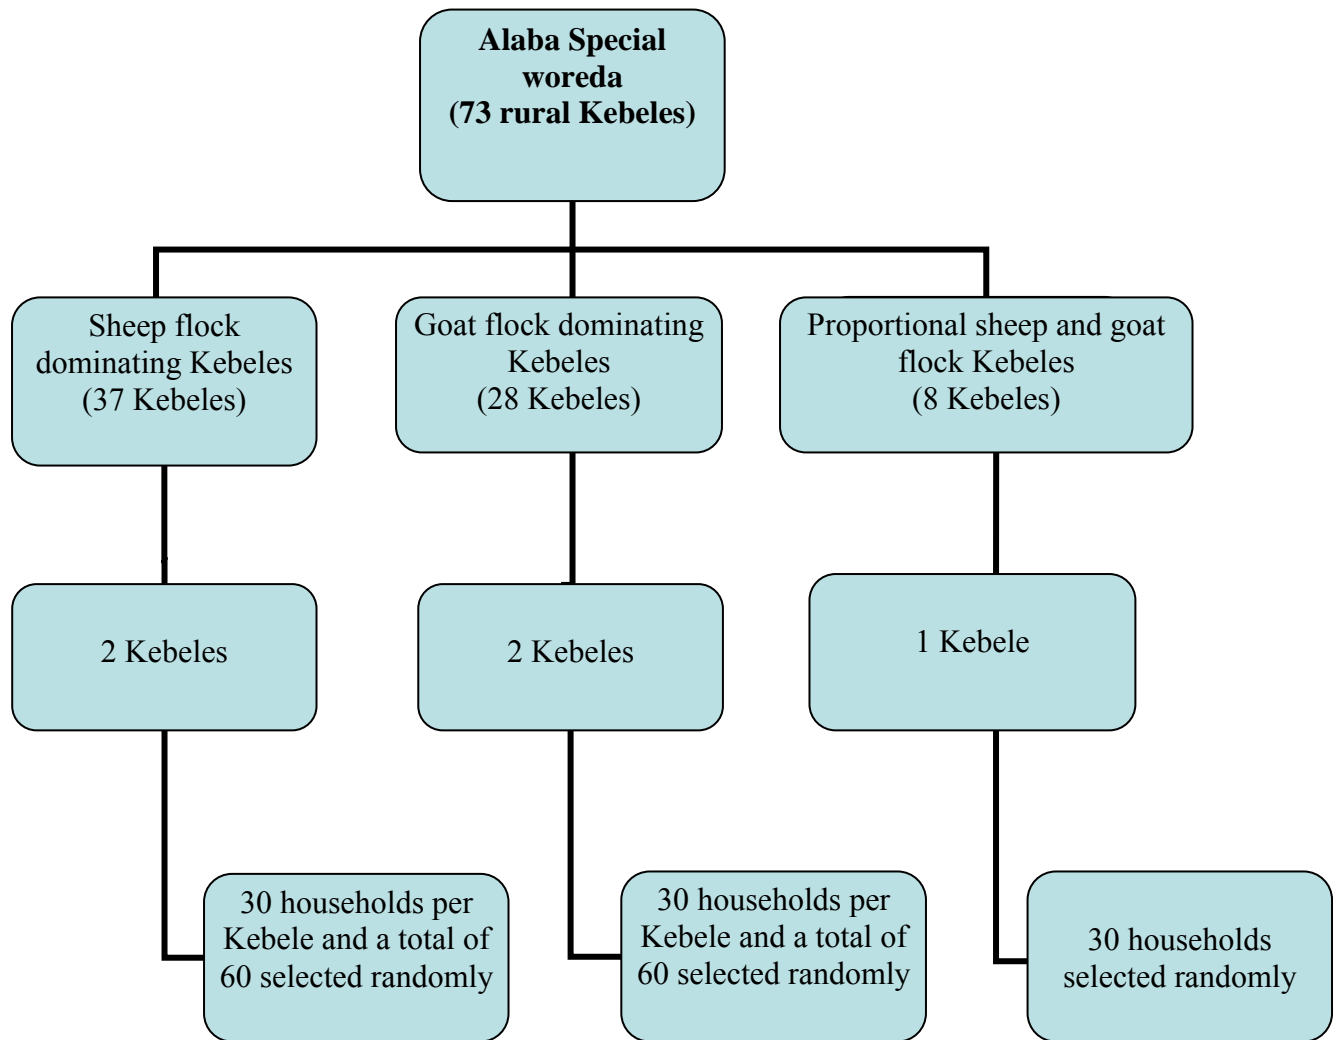 Alaba Special
woreda
(73 rural Kebeles)
Sheep flock
dominating Kebeles
(37 Kebeles)
Goat flock dominating
Kebeles
(28 Kebeles)
Proportional sheep and goat
flock Kebeles
(8 Kebeles)
2 Kebeles
2 Kebeles
1 Kebele
30 households per
Kebele and a total of
60 selected randomly
30 households per
Kebele and a total of
60 selected randomly
30 households
selected randomly